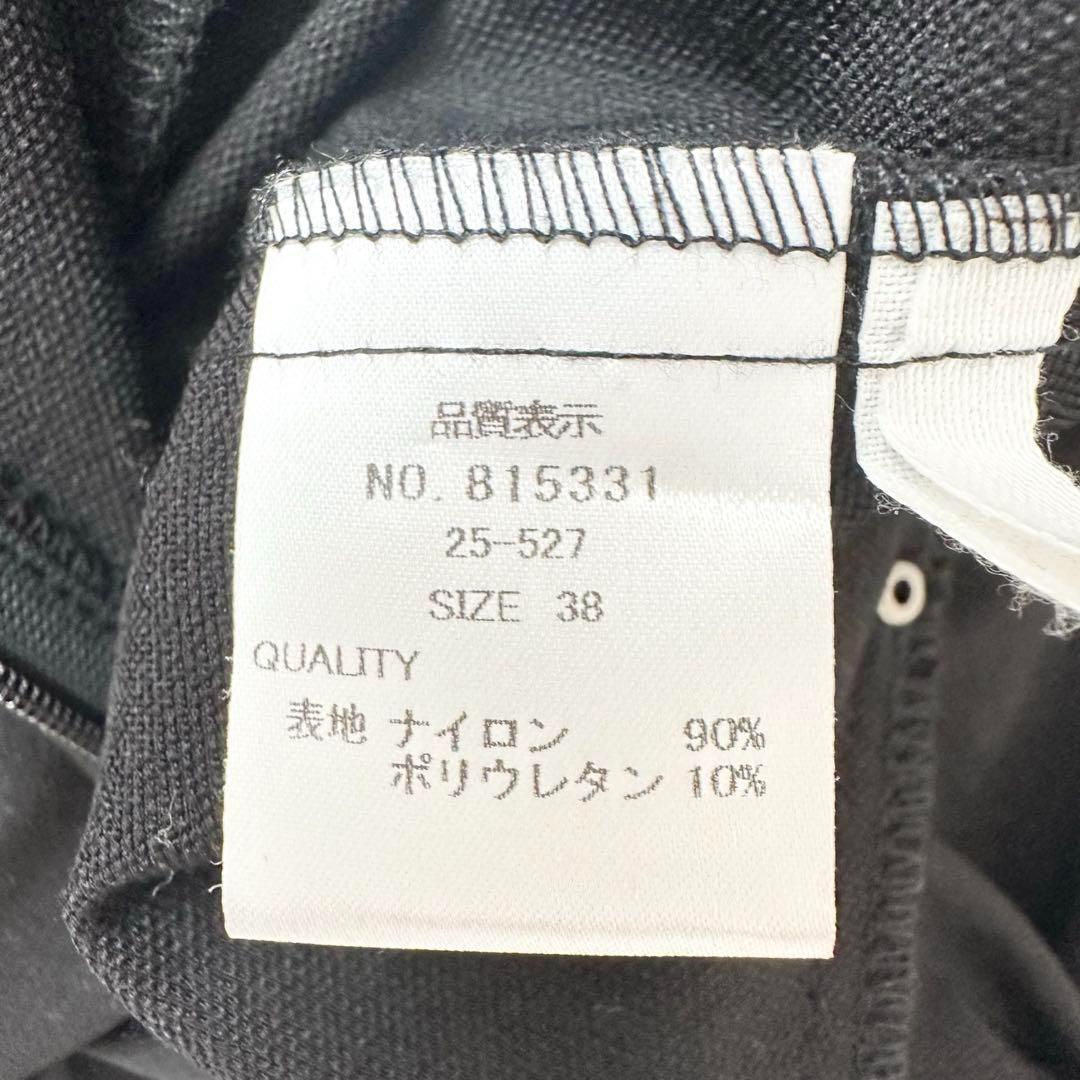 品質表示
NO. 815331
25-527
SIZE 38
QUALITY
表地 ナイロン 90%
ポリウレタン 10%